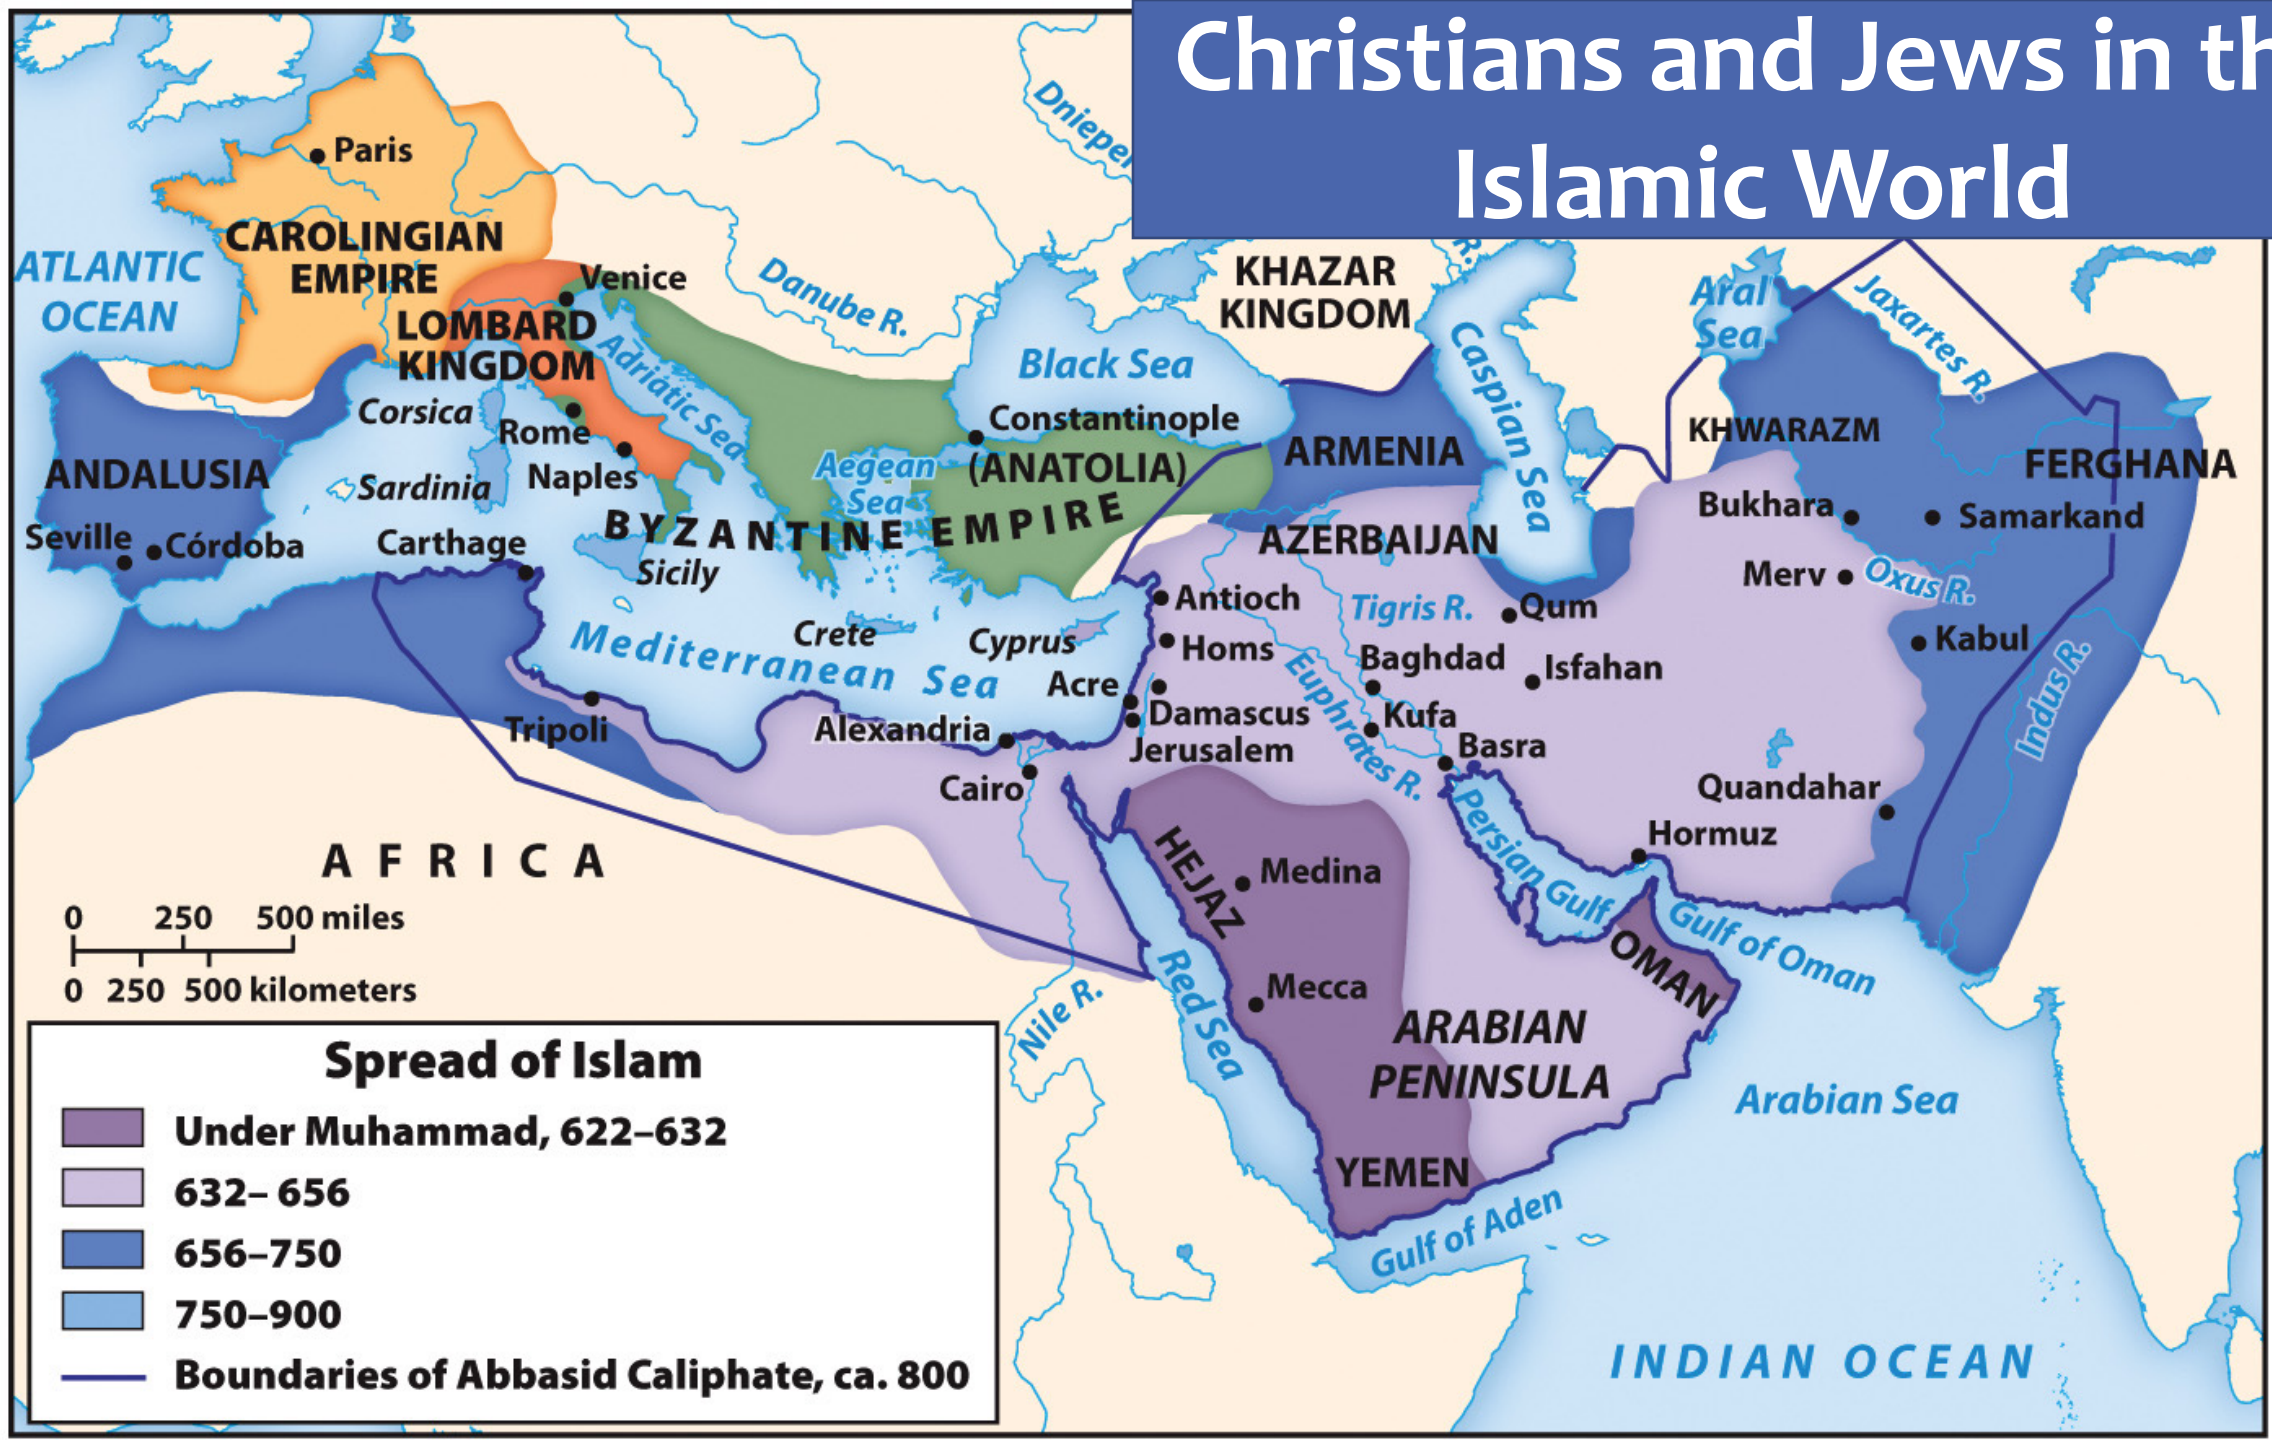 Christians and Jews in th
Islamic World
Paris
Dnieper
CAROLINGIAN
EMPIRE
ATLANTIC
OCEAN
Venice
LOMBARD
KINGDOM
Danube R.
KHAZAR
KINGDOM
R.
Aral
Sea
Jaxartes R.
Adriatic Sea
Black Sea
Caspian Sea
Corsica
Rome
Constantinople
ARMENIA
KHWARAZM
FERGHANA
ANDALUSIA
Sardinia
Naples
Aegean
Sea
(ANATOLIA)
BYZANTINE EMPIRE
Bukhara
Samarkand
Seville
Córdoba
Carthage
Sicily
AZERBAIJAN
Merv
Oxus R.
Antioch
Tigris R.
Qum
Mediterranean Sea
Crete
Cyprus
Homs
Baghdad
Isfahan
Kabul
Acre
Euphrates R.
Indus R.
Tripoli
Alexandria
Damascus
Jerusalem
Kufa
Basra
Cairo
Quandahar
Hormuz
AFRICA
HEJAZ
Medina
Persian Gulf
Gulf of Oman
OMAN
0 250 500 miles
0 250 500 kilometers
Mecca
Red Sea
Nile R.
ARABIAN
PENINSULA
Arabian Sea
YEMEN
Gulf of Aden
INDIAN OCEAN
Spread of Islam
Under Muhammad, 622–632
632– 656
656–750
750–900
Boundaries of Abbasid Caliphate, ca. 800